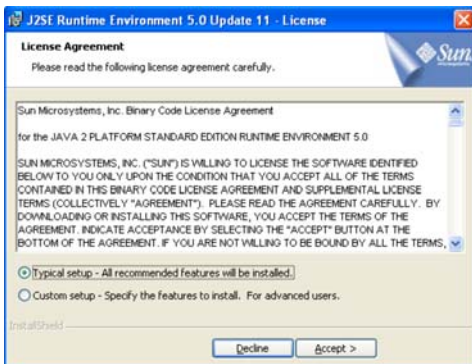 J2SE Runtime Environment 5.0 Update 11 - License
License Agreement
Please read the following license agreement carefully.
Sun
microsystems
Sun Microsystems, Inc. Binary Code License Agreement
for the JAVA 2 PLATFORM STANDARD EDITION RUNTIME ENVIRONMENT 5.0
SUN MICROSYSTEMS, INC. ("SUN") IS WILLING TO LICENSE THE SOFTWARE IDENTIFIED
BELOW TO YOU ONLY UPON THE CONDITION THAT YOU ACCEPT ALL OF THE TERMS
CONTAINED IN THIS BINARY CODE LICENSE AGREEMENT AND SUPPLEMENTAL LICENSE
TERMS (COLLECTIVELY "AGREEMENT"). PLEASE READ THE AGREEMENT CAREFULLY. BY
DOWNLOADING OR INSTALLING THIS SOFTWARE, YOU ACCEPT THE TERMS OF THE
AGREEMENT. INDICATE ACCEPTANCE BY SELECTING THE "ACCEPT" BUTTON AT THE
BOTTOM OF THE AGREEMENT. IF YOU ARE NOT WILLING TO BE BOUND BY ALL THE TERMS,
Typical setup - All recommended features will be installed.
Custom setup - Specify the features to install. For advanced users.
InstallShield
Decline
Accept >